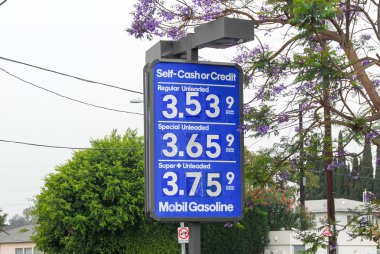 Self-Cash or Credit
Regular Unleaded
3.53 9
Special Unleaded
3.65 9
Super + Unleaded
3.75 9
Mobil Gasoline